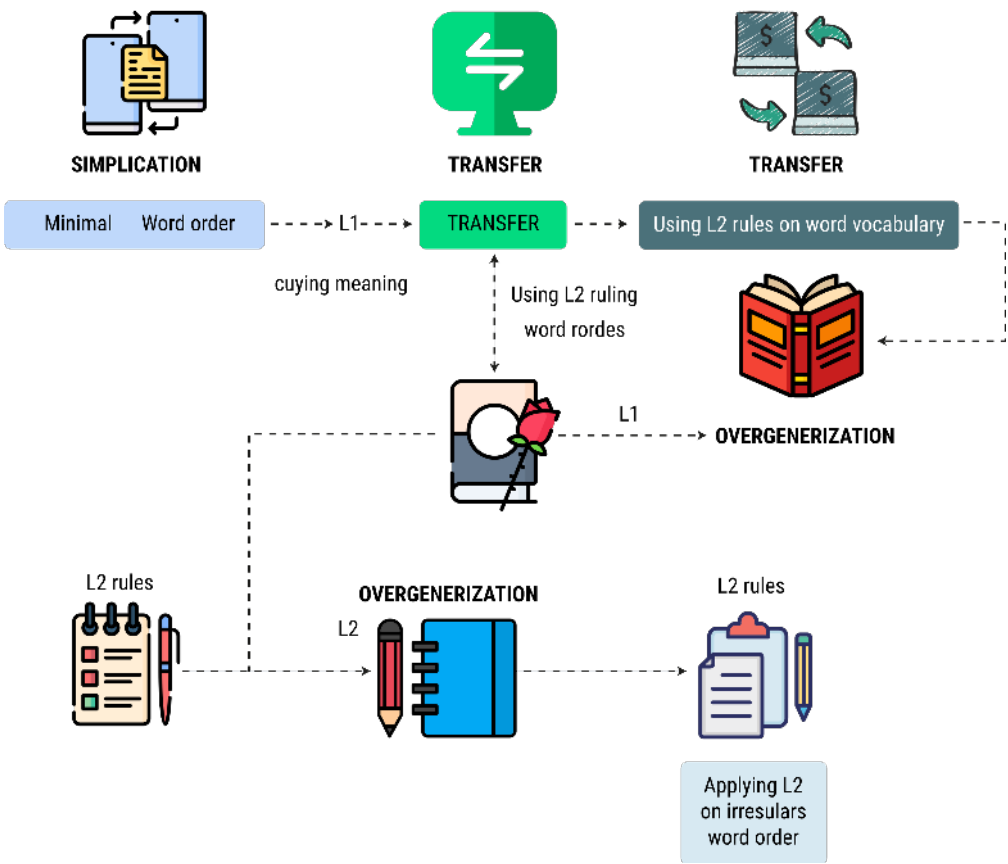 SIMPLICATION
TRANSFER
TRANSFER
Minimal Word order
L1
TRANSFER
Using L2 rules on word vocabulary
cuying meaning
Using L2 ruling
word rordes
L1
OVERGENERIZATION
L2 rules
OVERGENERIZATION
L2 rules
L2
Applying L2
on irresulars
word order